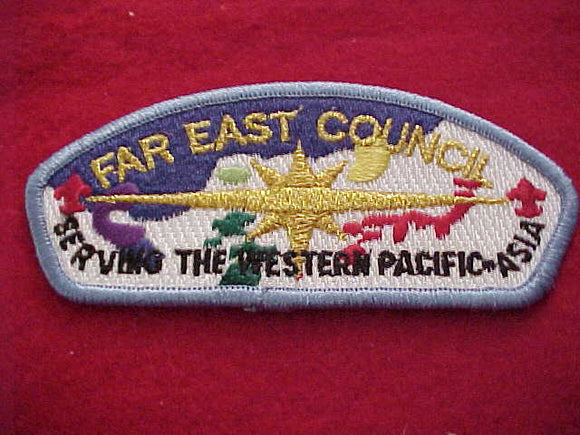 FAR EAST COUNCIL
SERVING THE WESTERN PACIFIC-ASIA